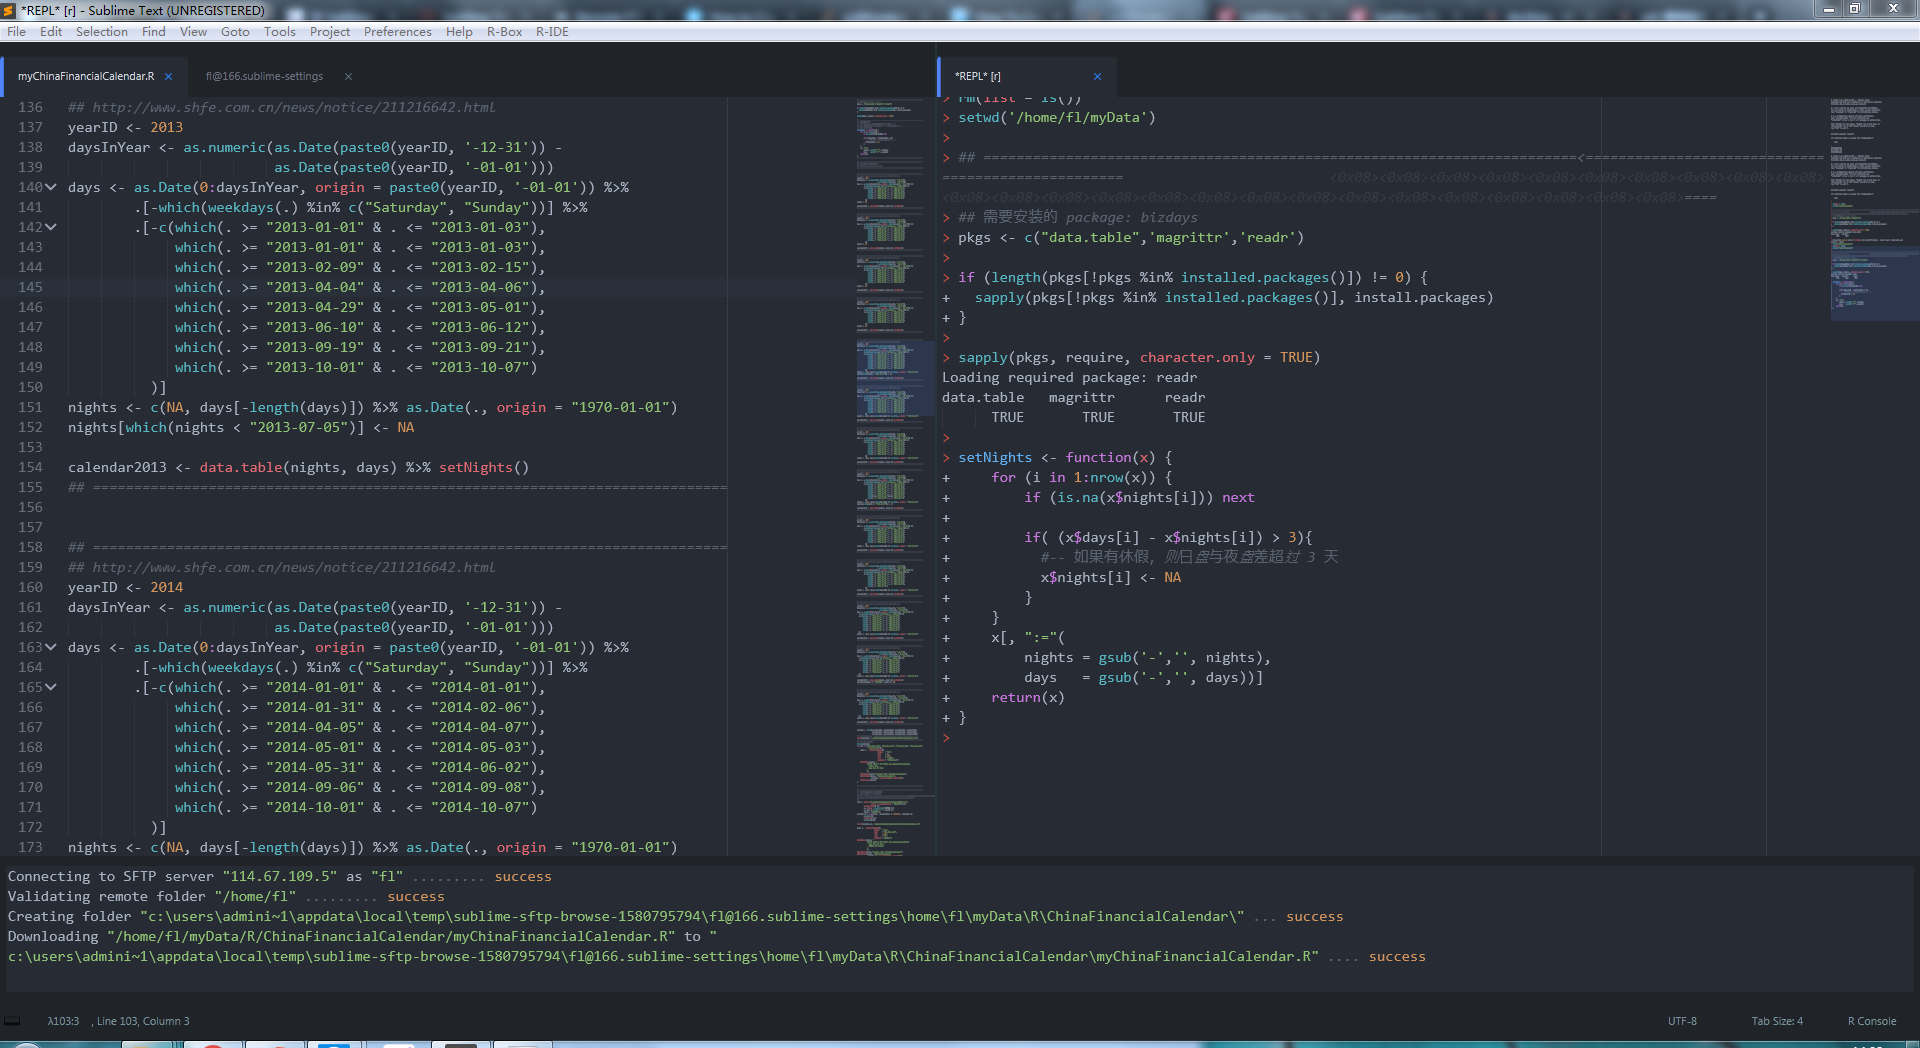 *REPL* [r] - Sublime Text (UNREGISTERED)
File Edit Selection Find View Goto Tools Project Preferences Help R-Box R-IDE
myChinaFinancialCalendar.R × fl@166.sublime-settings ×
136 ## http://www.shfe.com.cn/news/notice/211216642.html
137 yearID <- 2013
138 daysInYear <- as.numeric(as.Date(paste0(yearID, '-12-31')) -
139 as.Date(paste0(yearID, '-01-01')))
140 days <- as.Date(0:daysInYear, origin = paste0(yearID, '-01-01')) %>%
141 .[-which(weekdays(.) %in% c("Saturday", "Sunday"))] %>%
142 .[-c(which(. >= "2013-01-01" & . <= "2013-01-03"),
143 which(. >= "2013-01-01" & . <= "2013-01-03"),
144 which(. >= "2013-02-09" & . <= "2013-02-15"),
145 which(. >= "2013-04-04" & . <= "2013-04-06"),
146 which(. >= "2013-04-29" & . <= "2013-05-01"),
147 which(. >= "2013-06-10" & . <= "2013-06-12"),
148 which(. >= "2013-09-19" & . <= "2013-09-21"),
149 which(. >= "2013-10-01" & . <= "2013-10-07")
150 )]
151 nights <- c(NA, days[-length(days)]) %>% as.Date(., origin = "1970-01-01")
152 nights[which(nights < "2013-07-05")] <- NA
153
154 calendar2013 <- data.table(nights, days) %>% setNights()
155 ## =============================================================================
156
157
158 ## =============================================================================
159 ## http://www.shfe.com.cn/news/notice/211216642.html
160 yearID <- 2014
161 daysInYear <- as.numeric(as.Date(paste0(yearID, '-12-31')) -
162 as.Date(paste0(yearID, '-01-01')))
163 days <- as.Date(0:daysInYear, origin = paste0(yearID, '-01-01')) %>%
164 .[-which(weekdays(.) %in% c("Saturday", "Sunday"))] %>%
165 .[-c(which(. >= "2014-01-01" & . <= "2014-01-01"),
166 which(. >= "2014-01-31" & . <= "2014-02-06"),
167 which(. >= "2014-04-05" & . <= "2014-04-07"),
168 which(. >= "2014-05-01" & . <= "2014-05-03"),
169 which(. >= "2014-05-31" & . <= "2014-06-02"),
170 which(. >= "2014-09-06" & . <= "2014-09-08"),
171 which(. >= "2014-10-01" & . <= "2014-10-07")
172 )]
173 nights <- c(NA, days[-length(days)]) %>% as.Date(., origin = "1970-01-01")
*REPL* [r] ×
> rm(list = ls())
> setwd('/home/fl/myData')
>
> ## ========================================================================<=============================
====================== <0x08><0x08><0x08><0x08><0x08><0x08><0x08><0x08><0x08><0x08>
<0x08><0x08><0x08><0x08><0x08><0x08><0x08><0x08><0x08><0x08><0x08><0x08><0x08><0x08><0x08>====
> ## 需要安装的 package: bizdays
> pkgs <- c("data.table",'magrittr','readr')
>
> if (length(pkgs[!pkgs %in% installed.packages()]) != 0) {
+ sapply(pkgs[!pkgs %in% installed.packages()], install.packages)
+ }
>
> sapply(pkgs, require, character.only = TRUE)
Loading required package: readr
data.table magrittr readr
TRUE TRUE TRUE
>
> setNights <- function(x) {
+ for (i in 1:nrow(x)) {
+ if (is.na(x$nights[i])) next
+
+ if( (x$days[i] - x$nights[i]) > 3){
+ #-- 如果有休假, 则日盘与夜盘差超过 3 天
+ x$nights[i] <- NA
+ }
+ }
+ x[, ":="(
+ nights = gsub('-','', nights),
+ days = gsub('-','', days))]
+ return(x)
+ }
>
Connecting to SFTP server "114.67.109.5" as "fl" ......... success
Validating remote folder "/home/fl" ......... success
Creating folder "c:\users\admini~1\appdata\local\temp\sublime-sftp-browse-1580795794\fl@166.sublime-settings\home\fl\myData\R\ChinaFinancialCalendar\" ... success
Downloading "/home/fl/myData/R/ChinaFinancialCalendar/myChinaFinancialCalendar.R" to "
c:\users\admini~1\appdata\local\temp\sublime-sftp-browse-1580795794\fl@166.sublime-settings\home\fl\myData\R\ChinaFinancialCalendar\myChinaFinancialCalendar.R" .... success
λ103:3 , Line 103, Column 3 UTF-8 Tab Size: 4 R Console